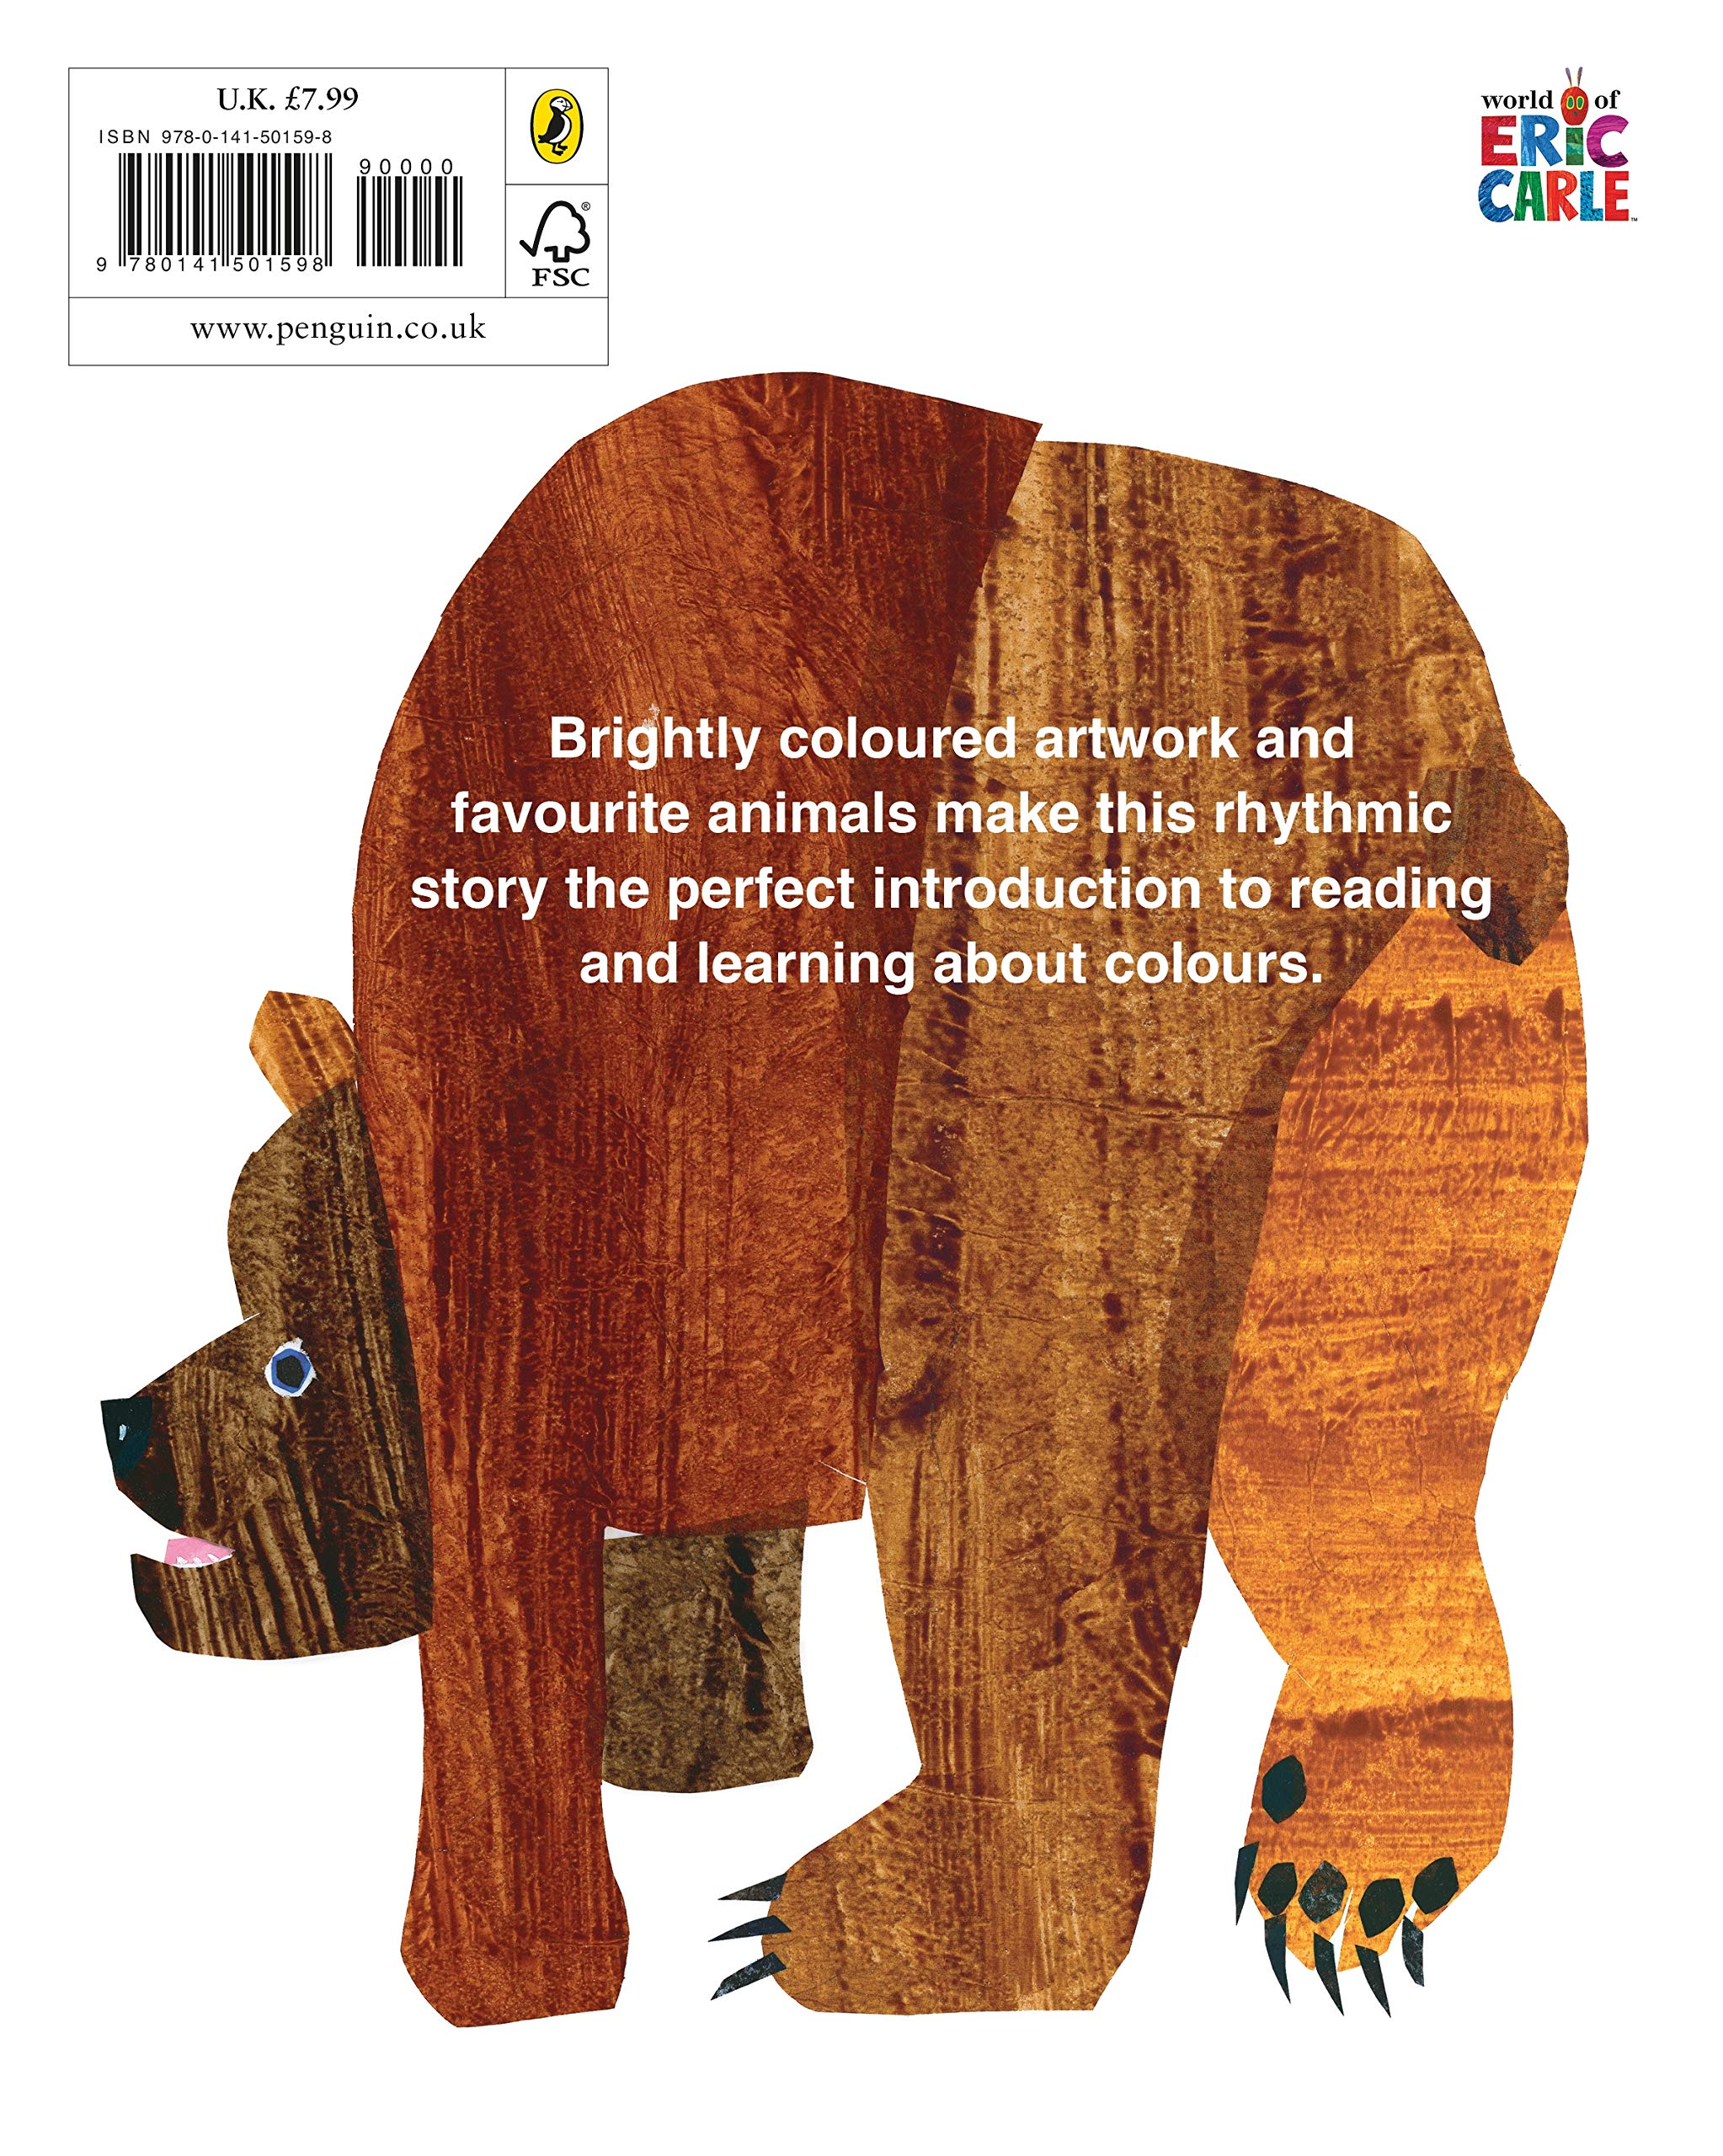 U.K. £7.99
ISBN 978-0-141-50159-8
90000
9 780141 501598
FSC
®
www.penguin.co.uk
world of
ERiC
CARLE™
Brightly coloured artwork and
favourite animals make this rhythmic
story the perfect introduction to reading
and learning about colours.